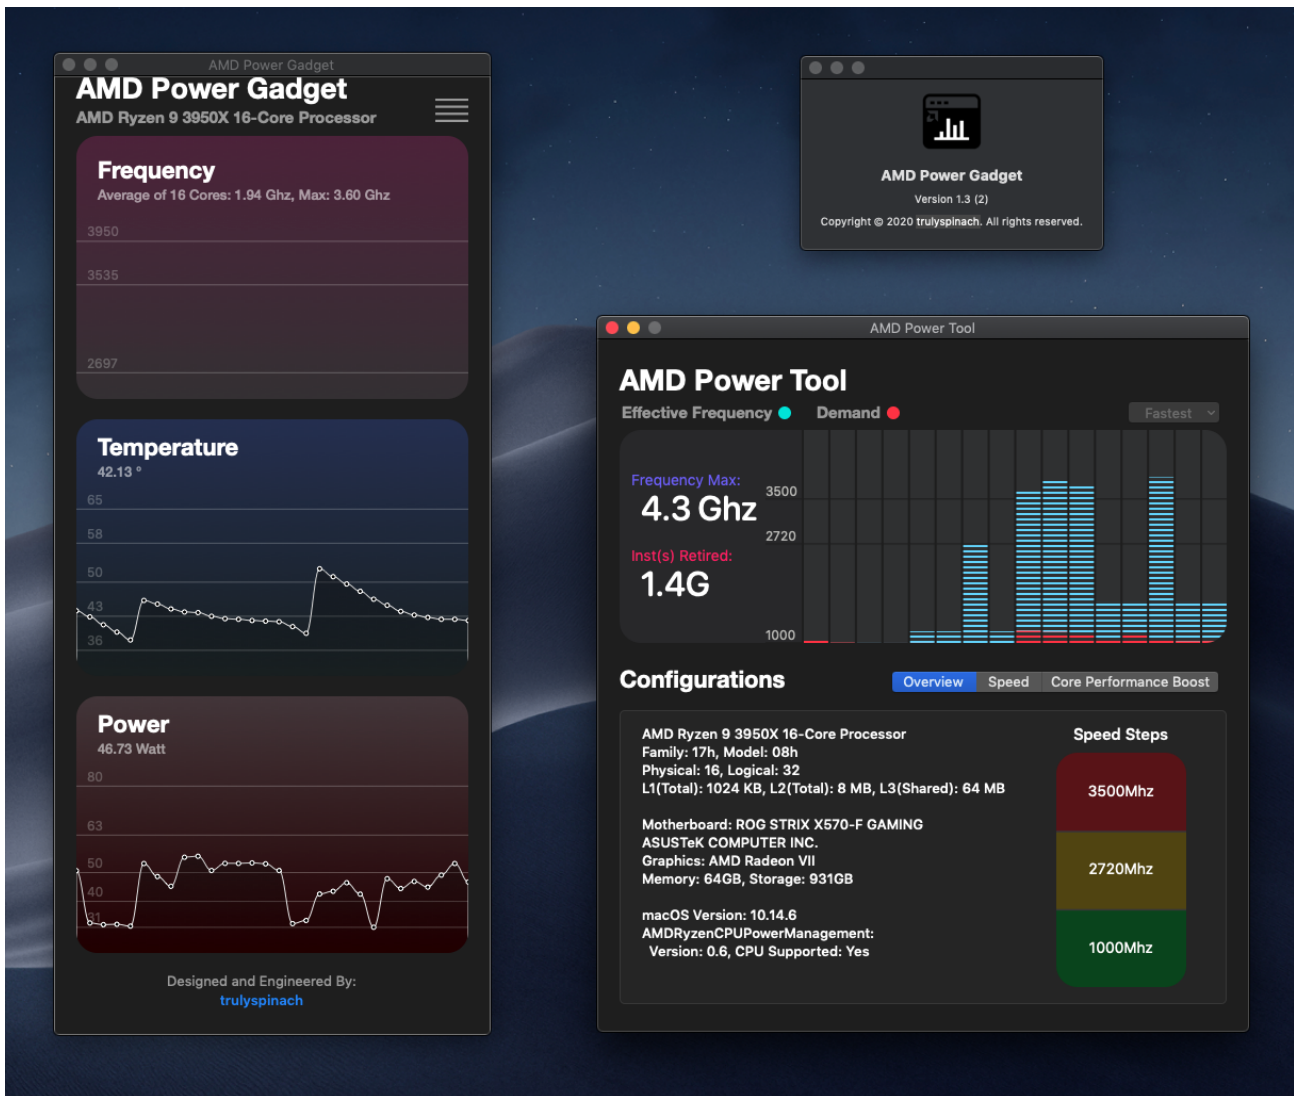 AMD Power Gadget
AMD Power Gadget
AMD Ryzen 9 3950X 16-Core Processor
Frequency
Average of 16 Cores: 1.94 Ghz, Max: 3.60 Ghz
3950
3535
2697
Temperature
42.13 °
65
58
50
43
36
Power
46.73 Watt
80
63
50
40
31
Designed and Engineered By:
trulyspinach
AMD Power Gadget
Version 1.3 (2)
Copyright © 2020 trulyspinach. All rights reserved.
AMD Power Tool
AMD Power Tool
Effective Frequency Demand
Fastest
Frequency Max:
4.3 Ghz
Inst(s) Retired:
1.4G
3500
2720
1000
Configurations
Overview Speed Core Performance Boost
AMD Ryzen 9 3950X 16-Core Processor
Family: 17h, Model: 08h
Physical: 16, Logical: 32
L1(Total): 1024 KB, L2(Total): 8 MB, L3(Shared): 64 MB
Motherboard: ROG STRIX X570-F GAMING
ASUSTeK COMPUTER INC.
Graphics: AMD Radeon VII
Memory: 64GB, Storage: 931GB
macOS Version: 10.14.6
AMDRyzenCPUPowerManagement:
Version: 0.6, CPU Supported: Yes
Speed Steps
3500Mhz
2720Mhz
1000Mhz